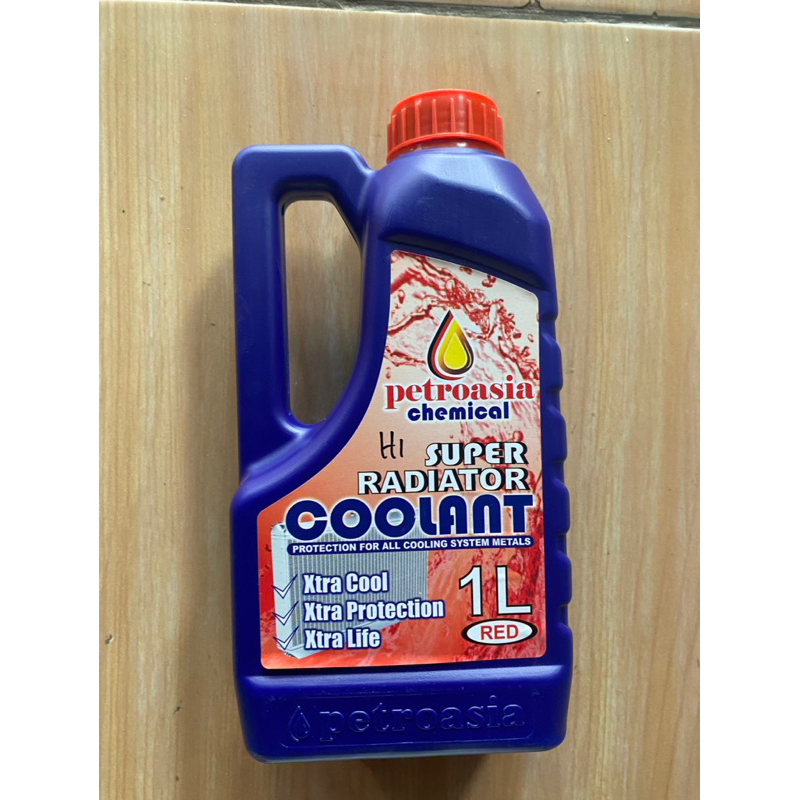 petroasia
chemical
H1
SUPER
RADIATOR
COOLANT
PROTECTION FOR ALL COOLING SYSTEM METALS
Xtra Cool
Xtra Protection
Xtra Life
1L
RED
petroasia